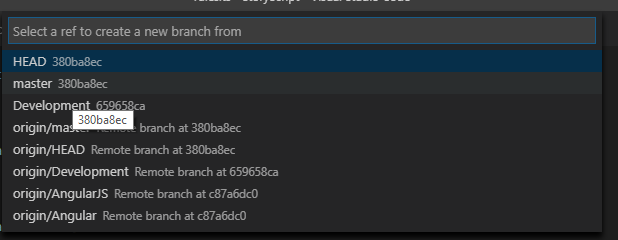 Select a ref to create a new branch from
HEAD 380ba8ec
master 380ba8ec
Development 659658ca
380ba8ec
origin/master Remote branch at 380ba8ec
origin/HEAD Remote branch at 380ba8ec
origin/Development Remote branch at 659658ca
origin/AngularJS Remote branch at c87a6dc0
origin/Angular Remote branch at c87a6dc0